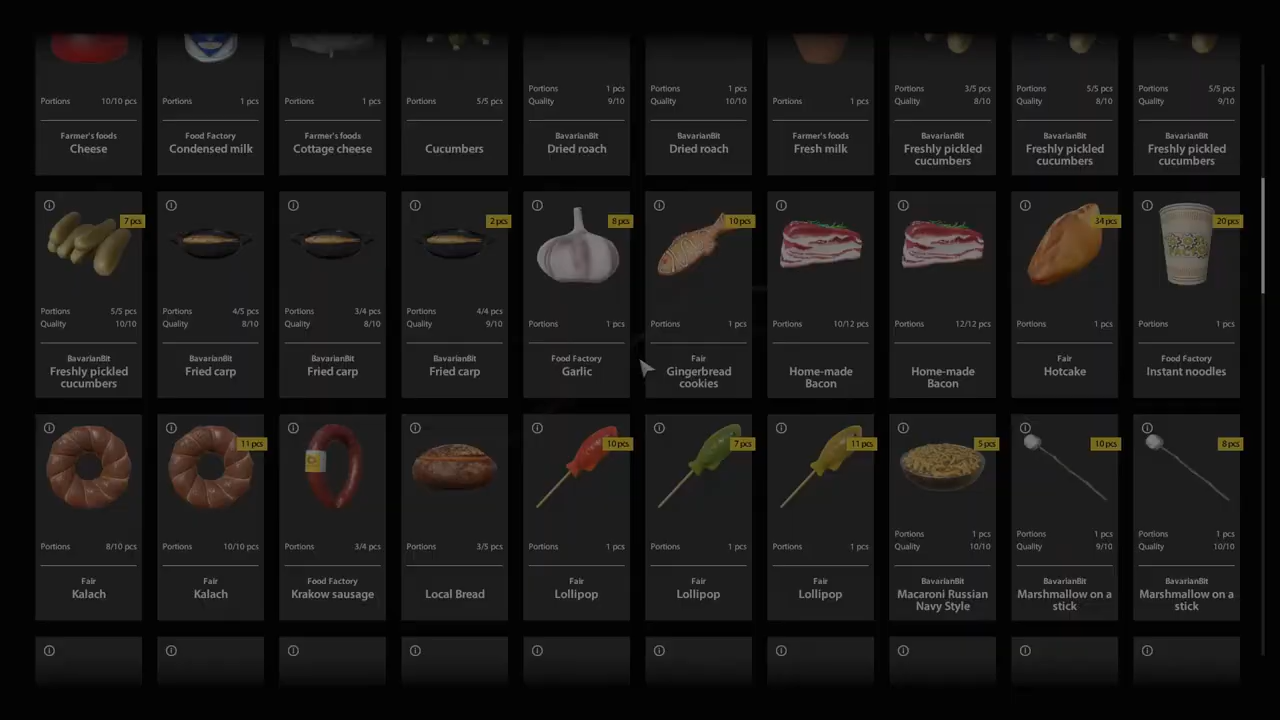 Portions 10/10 pcs
Farmer's foods
Cheese
Portions 1 pcs
Food Factory
Condensed milk
Portions 1 pcs
Farmer's foods
Cottage cheese
Portions 5/5 pcs
Cucumbers
Portions 1 pcs
Quality 9/10
BavarianBit
Dried roach
Portions 1 pcs
Quality 10/10
BavarianBit
Dried roach
Portions 1 pcs
Farmer's foods
Fresh milk
Portions 3/5 pcs
Quality 8/10
BavarianBit
Freshly pickled
cucumbers
Portions 5/5 pcs
Quality 8/10
BavarianBit
Freshly pickled
cucumbers
Portions 5/5 pcs
Quality 9/10
BavarianBit
Freshly pickled
cucumbers
7 pcs
Portions 5/5 pcs
Quality 10/10
BavarianBit
Freshly pickled
cucumbers
Portions 4/5 pcs
Quality 8/10
BavarianBit
Fried carp
Portions 3/4 pcs
Quality 8/10
BavarianBit
Fried carp
2 pcs
Portions 4/4 pcs
Quality 9/10
BavarianBit
Fried carp
8 pcs
Portions 1 pcs
Food Factory
Garlic
10 pcs
Portions 1 pcs
Fair
Gingerbread
cookies
Portions 10/12 pcs
Home-made
Bacon
Portions 12/12 pcs
Home-made
Bacon
34 pcs
Portions 1 pcs
Fair
Hotcake
20 pcs
Portions 1 pcs
Food Factory
Instant noodles
Portions 8/10 pcs
Fair
Kalach
11 pcs
Portions 10/10 pcs
Fair
Kalach
Portions 3/4 pcs
Food Factory
Krakow sausage
Portions 3/5 pcs
Local Bread
10 pcs
Portions 1 pcs
Fair
Lollipop
7 pcs
Portions 1 pcs
Fair
Lollipop
11 pcs
Portions 1 pcs
Fair
Lollipop
5 pcs
Portions 1 pcs
Quality 10/10
BavarianBit
Macaroni Russian
Navy Style
10 pcs
Portions 1 pcs
Quality 9/10
BavarianBit
Marshmallow on a
stick
8 pcs
Portions 1 pcs
Quality 10/10
BavarianBit
Marshmallow on a
stick